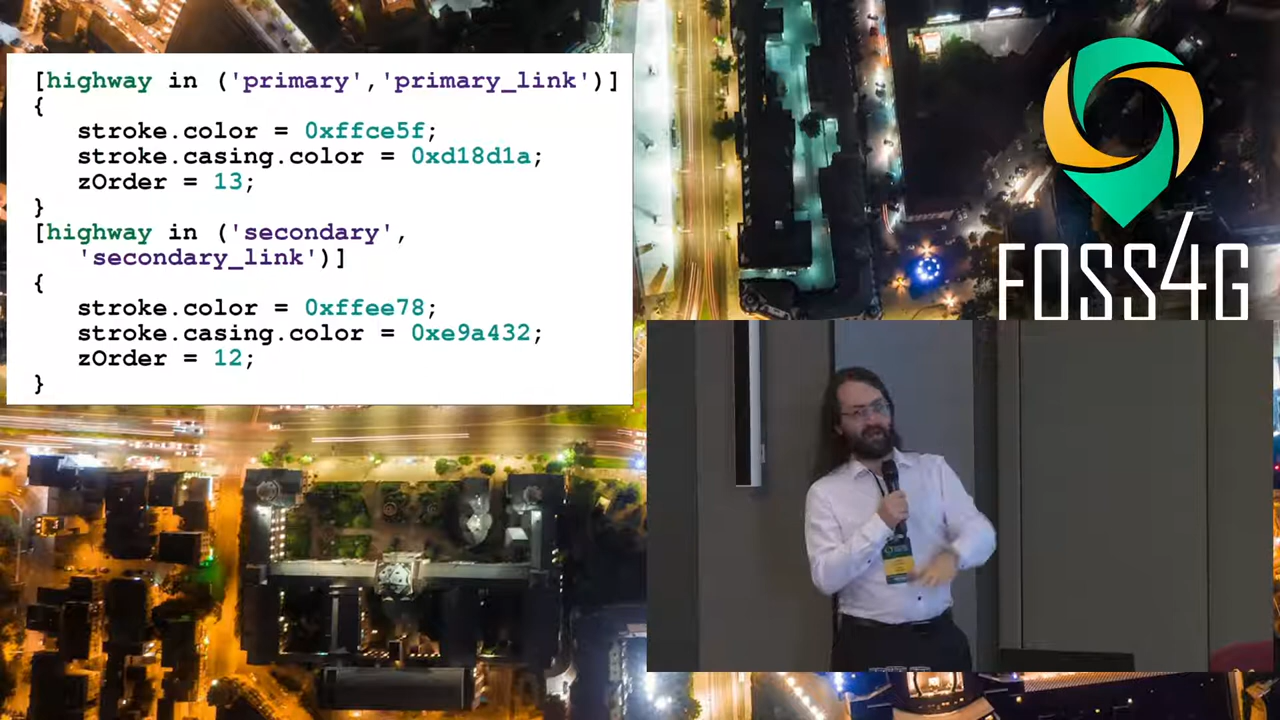 [highway in ('primary','primary_link')]
{
stroke.color = 0xffce5f;
stroke.casing.color = 0xd18d1a;
zOrder = 13;
}
[highway in ('secondary',
'secondary_link')]
{
stroke.color = 0xffee78;
stroke.casing.color = 0xe9a432;
zOrder = 12;
}
FOSS4G